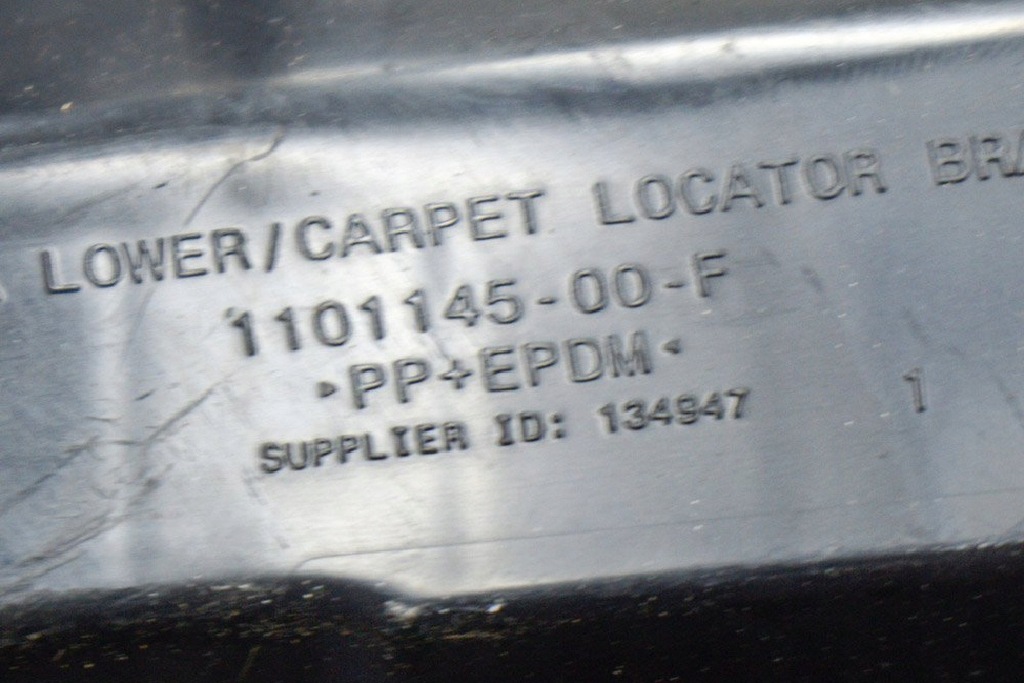 LOWER/CARPET LOCATOR BRA
1101145-00-F
>PP+EPDM<
SUPPLIER ID: 134947
1